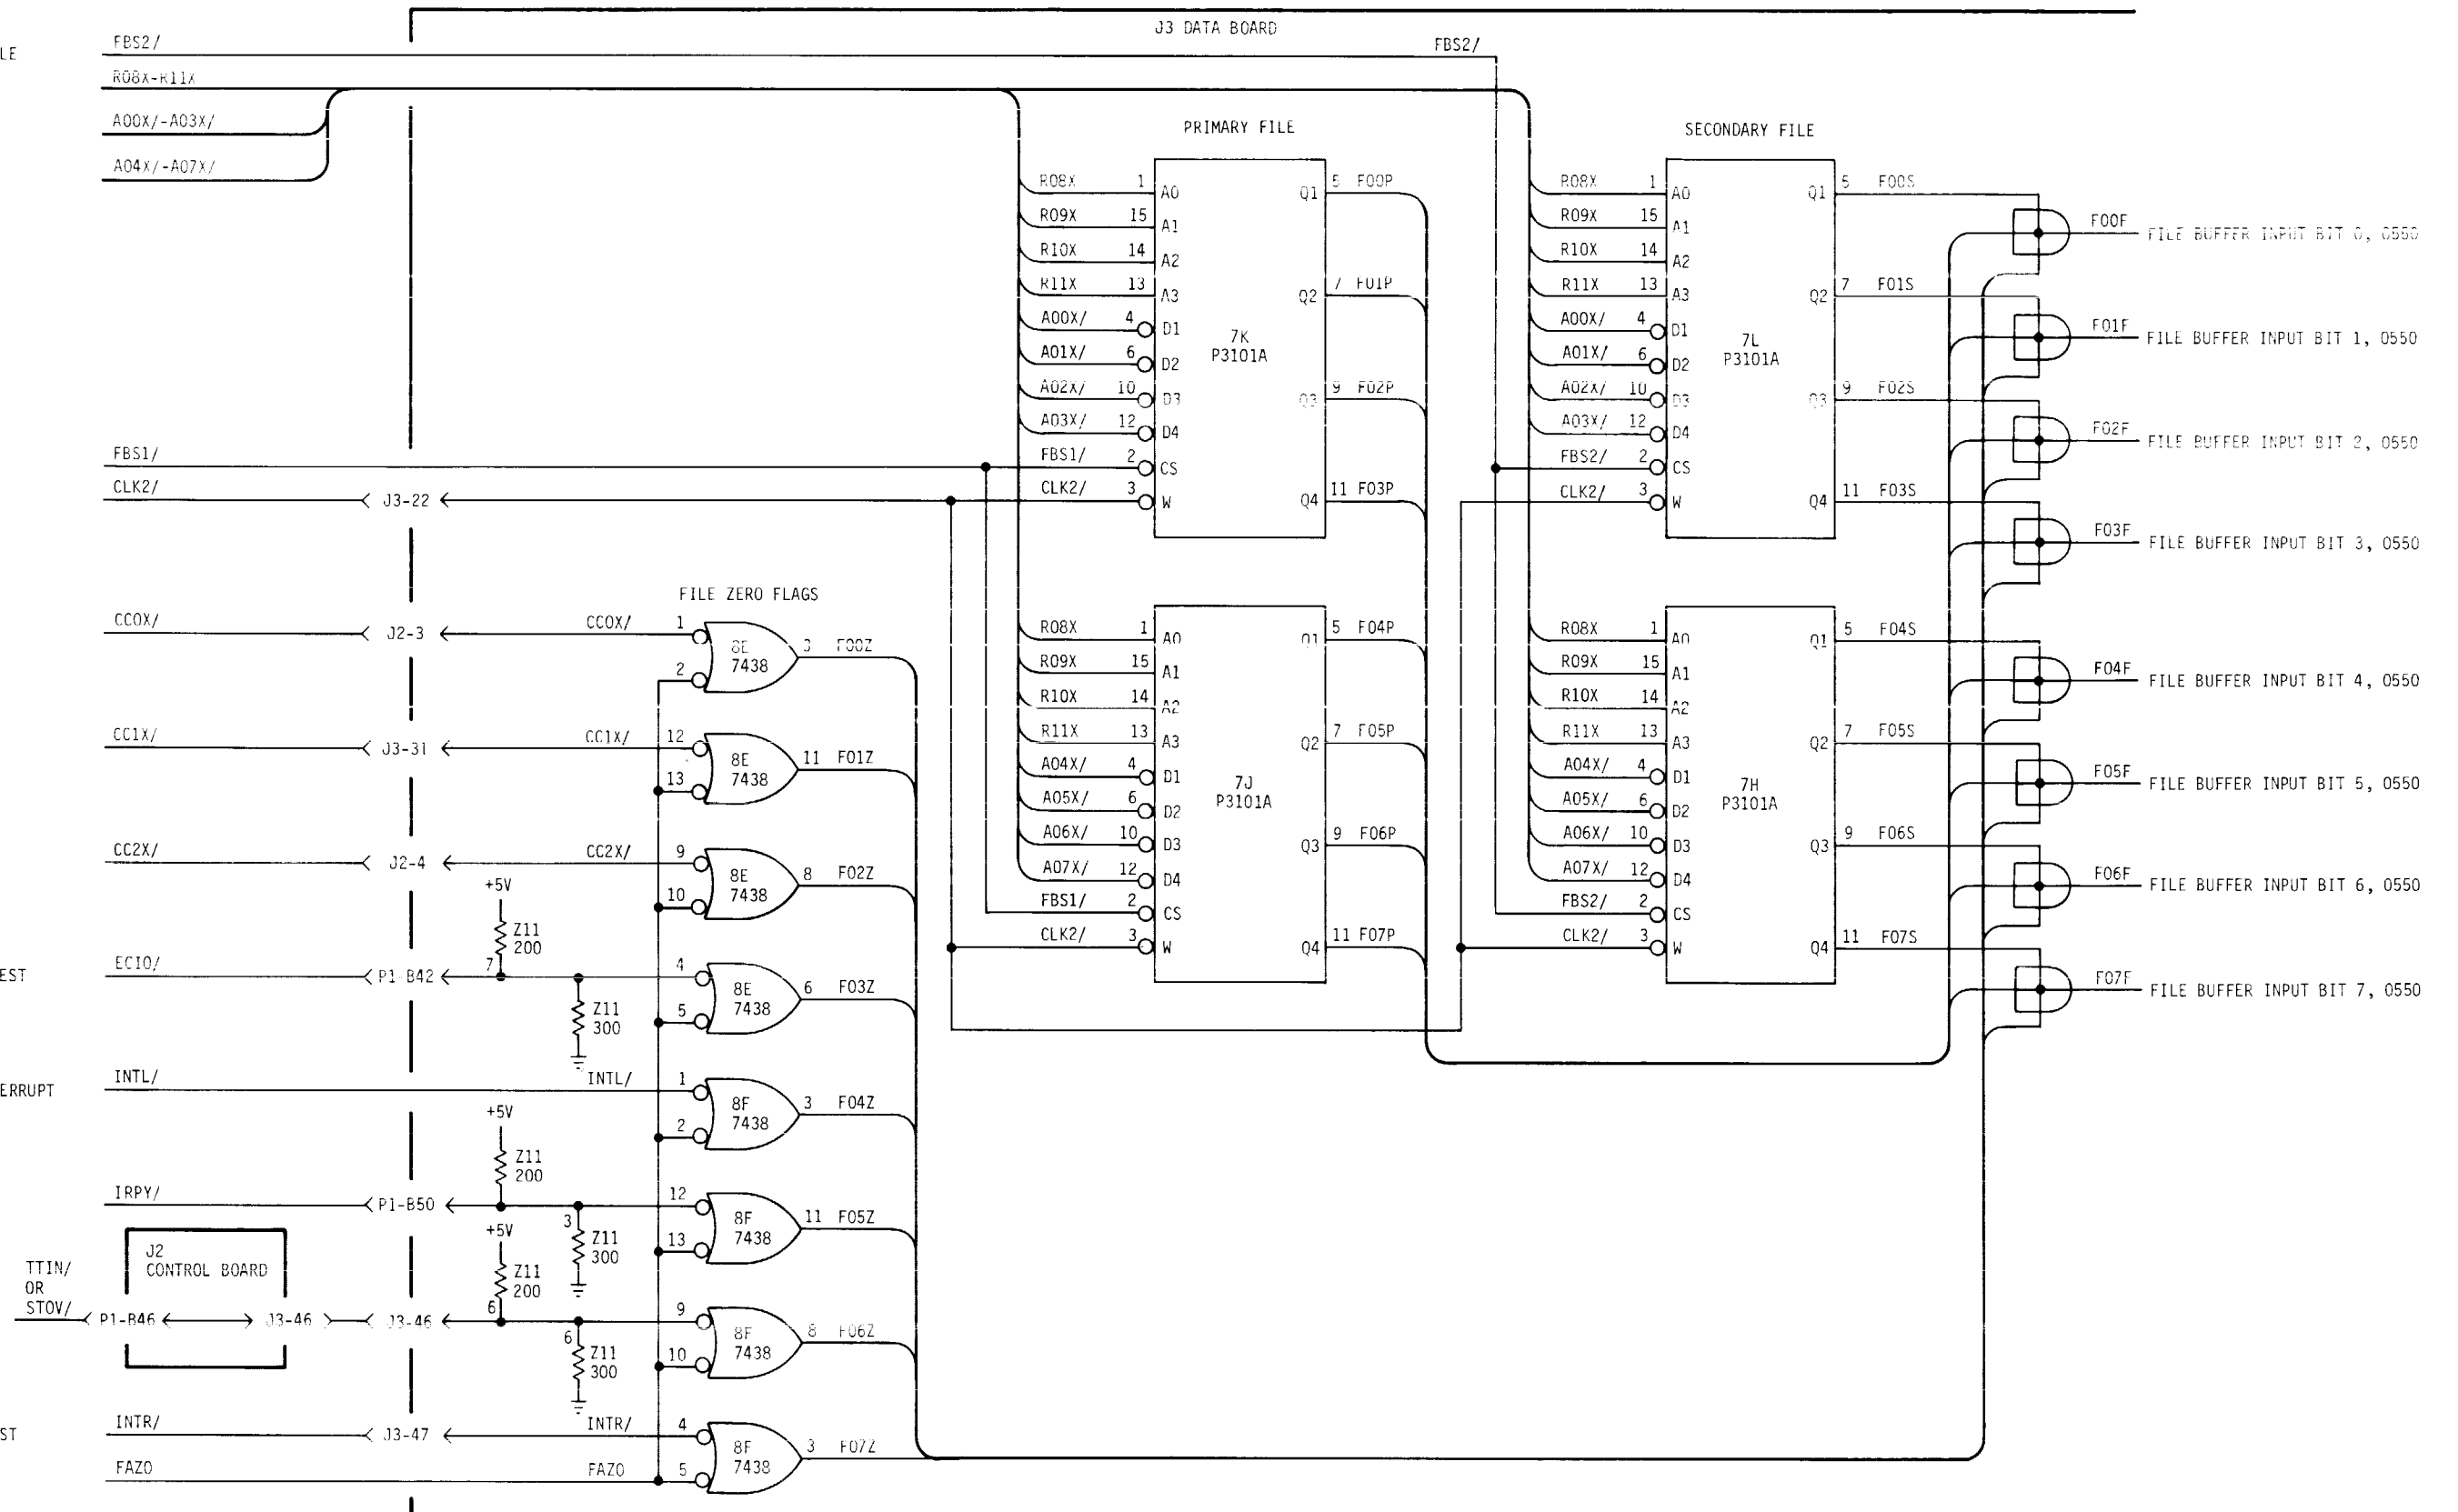 J3 DATA BOARD
LE
FBS2/
FBS2/
R08X-R11X
A00X/-A03X/
A04X/-A07X/
PRIMARY FILE
R08X 1 A0
R09X 15 A1
R10X 14 A2
R11X 13 A3
A00X/ 4 D1
A01X/ 6 D2
A02X/ 10 D3
A03X/ 12 D4
FBS1/ 2 CS
CLK2/ 3 W
7K
P3101A
Q1 5 F00P
Q2 7 F01P
Q3 9 F02P
Q4 11 F03P
SECONDARY FILE
R08X 1 A0
R09X 15 A1
R10X 14 A2
R11X 13 A3
A00X/ 4 D1
A01X/ 6 D2
A02X/ 10 D3
A03X/ 12 D4
FBS2/ 2 CS
CLK2/ 3 W
7L
P3101A
Q1 5 F00S
Q2 7 F01S
Q3 9 F02S
Q4 11 F03S
F00F FILE BUFFER INPUT BIT 0, 0550
F01F FILE BUFFER INPUT BIT 1, 0550
F02F FILE BUFFER INPUT BIT 2, 0550
F03F FILE BUFFER INPUT BIT 3, 0550
FBS1/
CLK2/ J3-22
R08X 1 A0
R09X 15 A1
R10X 14 A2
R11X 13 A3
A04X/ 4 D1
A05X/ 6 D2
A06X/ 10 D3
A07X/ 12 D4
FBS1/ 2 CS
CLK2/ 3 W
7J
P3101A
Q1 5 F04P
Q2 7 F05P
Q3 9 F06P
Q4 11 F07P
R08X 1 A0
R09X 15 A1
R10X 14 A2
R11X 13 A3
A04X/ 4 D1
A05X/ 6 D2
A06X/ 10 D3
A07X/ 12 D4
FBS2/ 2 CS
CLK2/ 3 W
7H
P3101A
Q1 5 F04S
Q2 7 F05S
Q3 9 F06S
Q4 11 F07S
F04F FILE BUFFER INPUT BIT 4, 0550
F05F FILE BUFFER INPUT BIT 5, 0550
F06F FILE BUFFER INPUT BIT 6, 0550
F07F FILE BUFFER INPUT BIT 7, 0550
FILE ZERO FLAGS
CC0X/ J2-3 CC0X/ 1
2
8E
7438
3 F00Z
CC1X/ J3-31 CC1X/ 12
13
8E
7438
11 F01Z
CC2X/ J2-4 CC2X/ 9
10
8E
7438
8 F02Z
+5V
Z11
200
7
EST
ECIO/ P1-B42 4
5
Z11
300
8E
7438
6 F03Z
ERRUPT
INTL/ INTL/ 1
2
8F
7438
3 F04Z
+5V
Z11
200
IRPY/ P1-B50 12
13
3
Z11
300
8F
7438
11 F05Z
+5V
Z11
200
6
J2
CONTROL BOARD
TTIN/
OR
STOV/
P1-B46 J3-46 J3-46 9
10
6
Z11
300
8F
7438
8 F06Z
ST
INTR/ J3-47 INTR/ 4
FAZO FAZO 5
8F
7438
3 F07Z